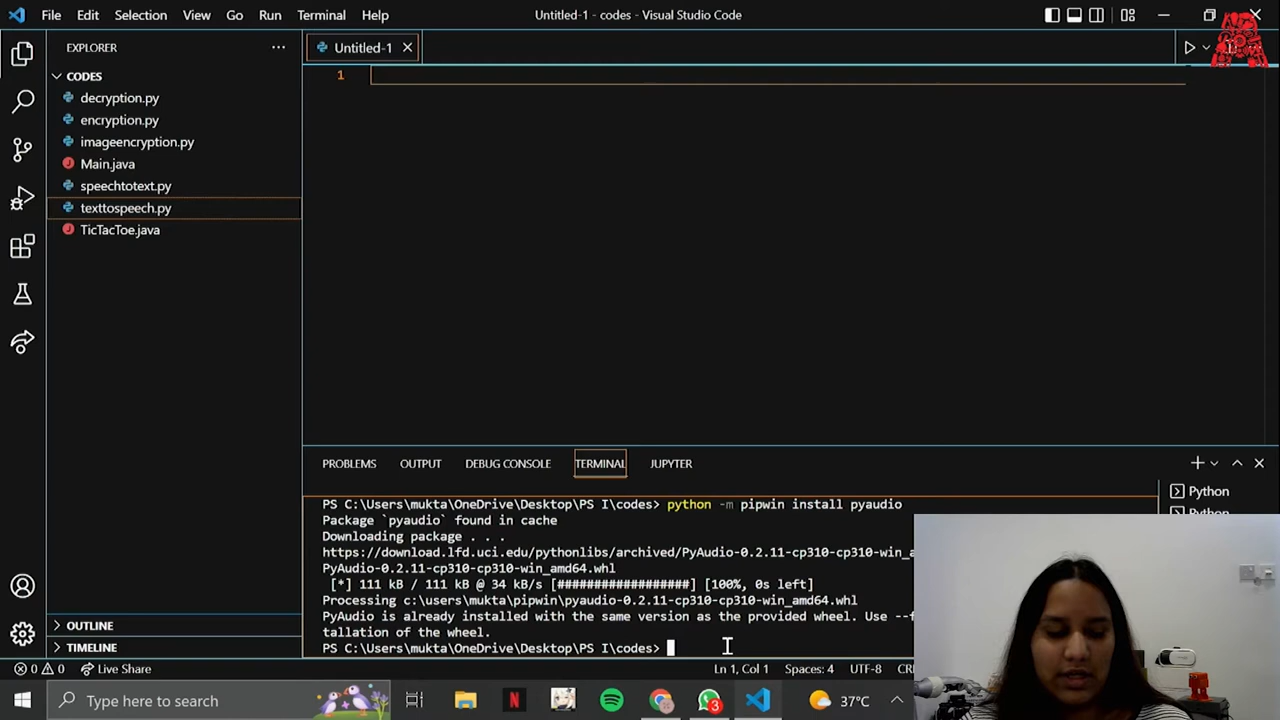 File Edit Selection View Go Run Terminal Help
Untitled-1 - codes - Visual Studio Code
EXPLORER
Untitled-1
CODES
1
decryption.py
encryption.py
imageencryption.py
Main.java
speechtotext.py
texttospeech.py
TicTacToe.java
PROBLEMS OUTPUT DEBUG CONSOLE TERMINAL JUPYTER
PS C:\Users\mukta\OneDrive\Desktop\PS I\codes> python -m pipwin install pyaudio
Package `pyaudio` found in cache
Downloading package . . .
https://download.lfd.uci.edu/pythonlibs/archived/PyAudio-0.2.11-cp310-cp310-win_a
PyAudio-0.2.11-cp310-cp310-win_amd64.whl
[*] 111 kB / 111 kB @ 34 kB/s [##################] [100%, 0s left]
Processing c:\users\mukta\pipwin\pyaudio-0.2.11-cp310-cp310-win_amd64.whl
PyAudio is already installed with the same version as the provided wheel. Use --f
tallation of the wheel.
PS C:\Users\mukta\OneDrive\Desktop\PS I\codes>
Python
Python
OUTLINE
TIMELINE
0 0 Live Share
Ln 1, Col 1 Spaces: 4 UTF-8
Type here to search
3
37°C